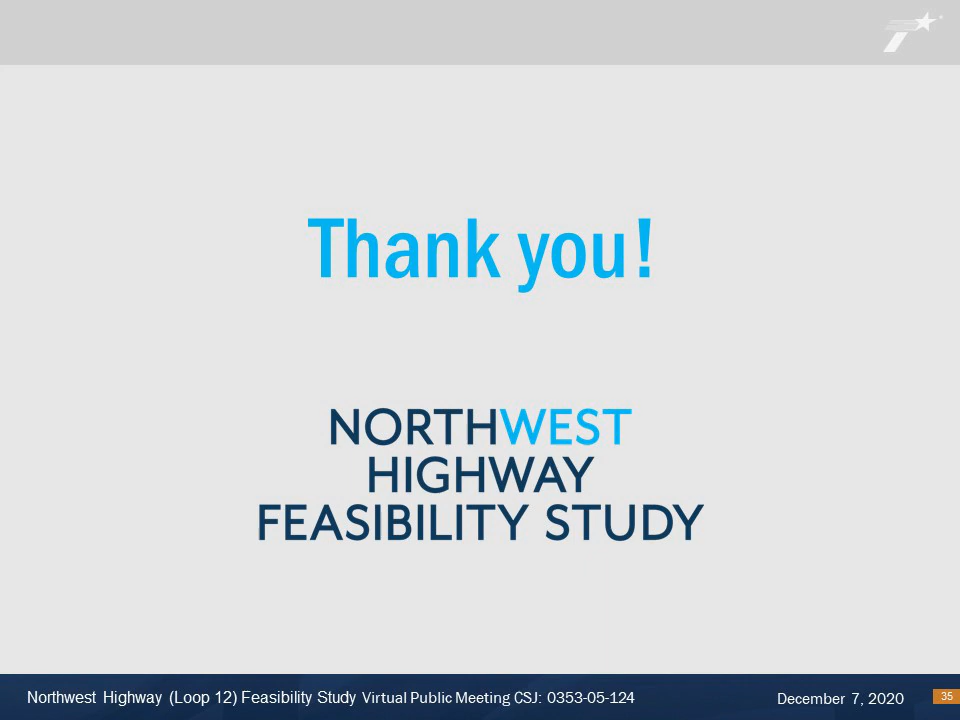 Thank you!
NORTHWEST
HIGHWAY
FEASIBILITY STUDY
Northwest Highway (Loop 12) Feasibility Study Virtual Public Meeting CSJ: 0353-05-124
December 7, 2020
35